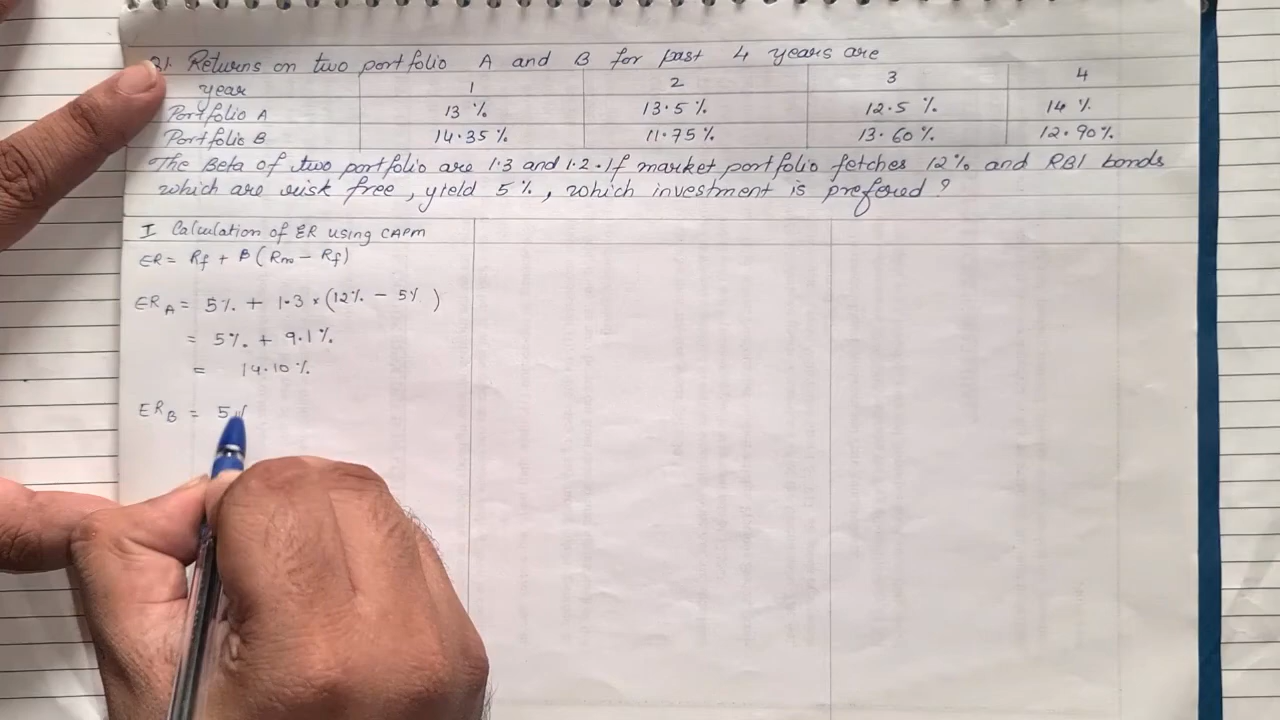 Q1. Returns on two portfolio A and B for past 4 years are
year 1 2 3 4
Portfolio A 13 % 13.5 % 12.5 % 14 %
Portfolio B 14.35 % 11.75 % 13.60 % 12.90 %
The Beta of two portfolio are 1.3 and 1.2. If market portfolio fetches 12% and RBI bonds
which are risk free, yield 5 %, which investment is prefered ?
I Calculation of ER using CAPM
ER = Rf + B (Rm - Rf)
ER A = 5% + 1.3 × (12% - 5% )
= 5% + 9.1%
= 14.10 %
ER B = 5